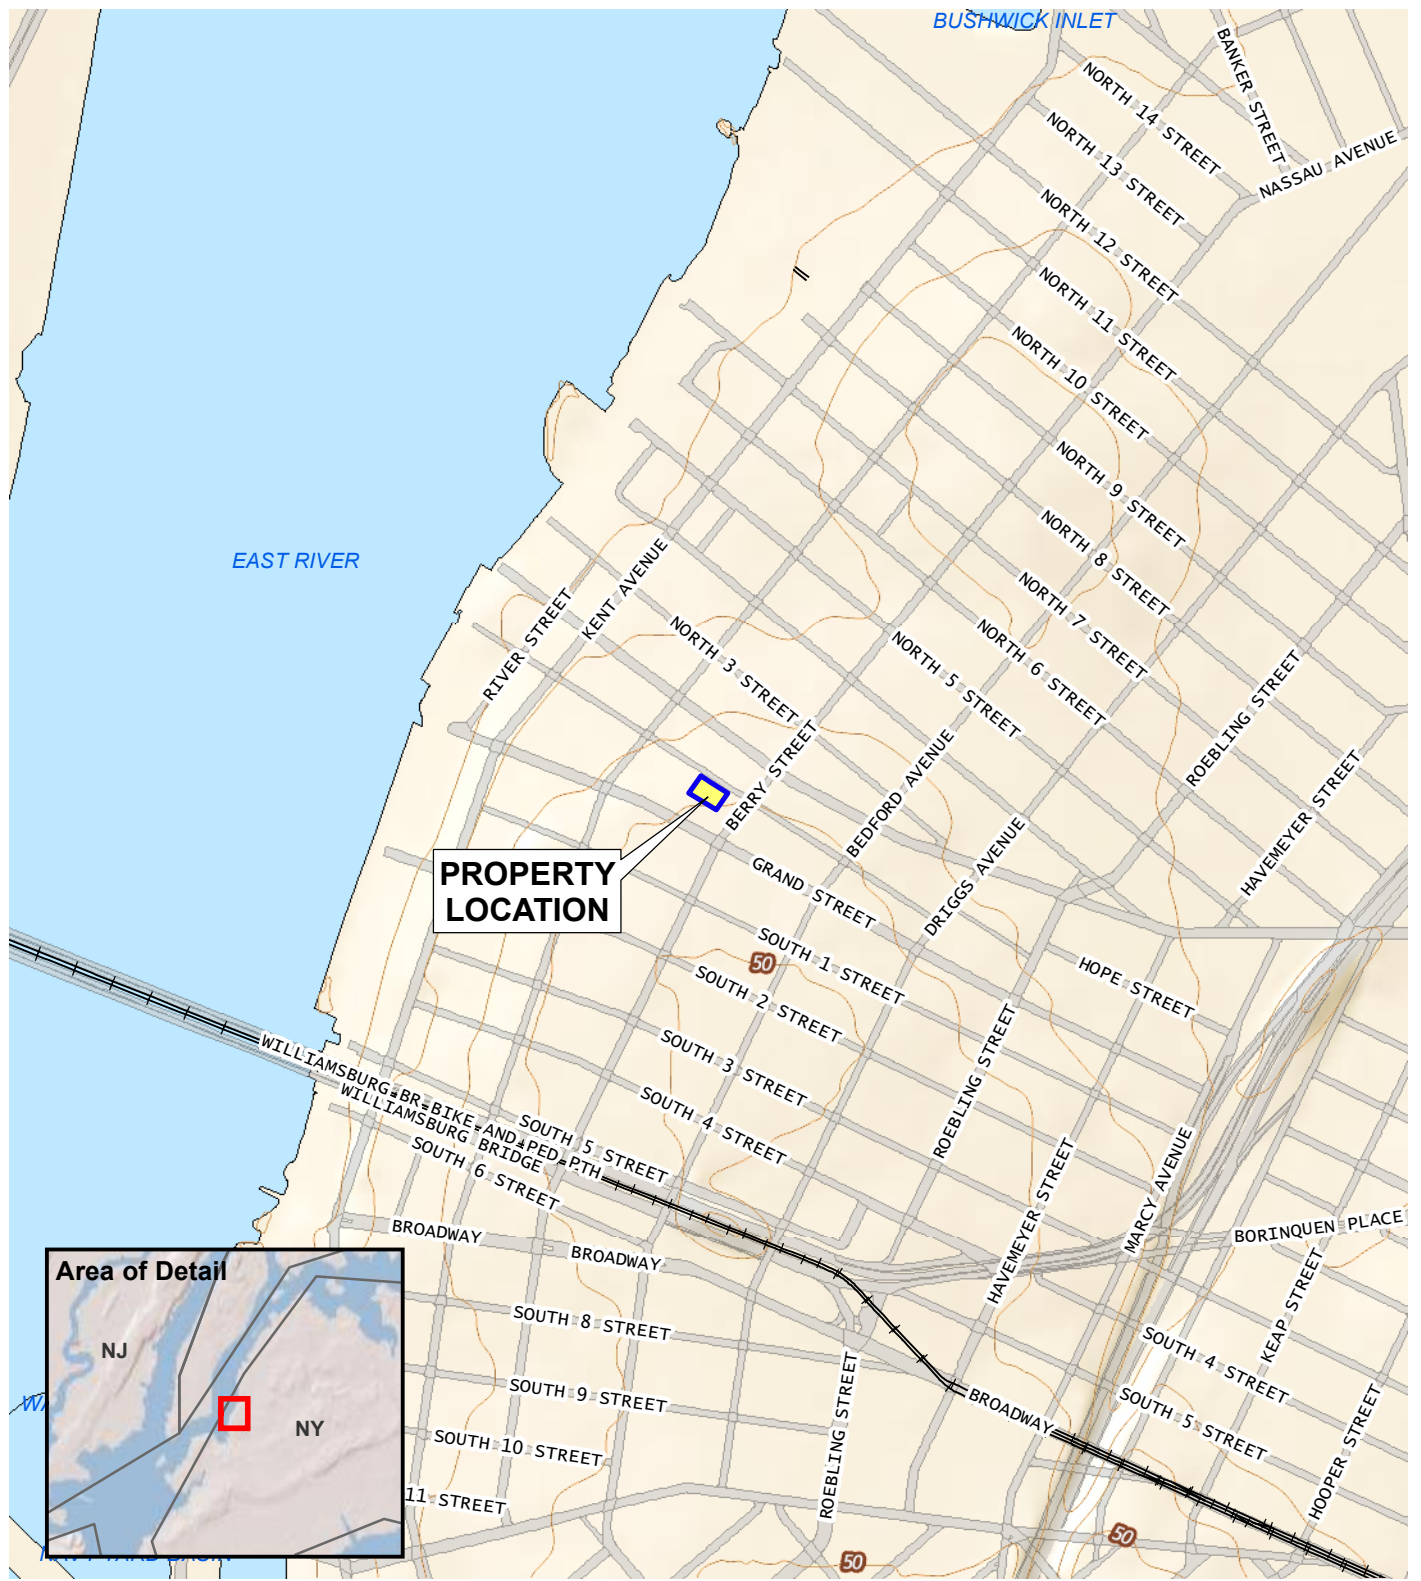 BUSHWICK INLET
BANKER STREET
NORTH 14 STREET
NASSAU AVENUE
NORTH 13 STREET
NORTH 12 STREET
NORTH 11 STREET
NORTH 10 STREET
NORTH 9 STREET
NORTH 8 STREET
EAST RIVER
KENT AVENUE
RIVER STREET
NORTH 7 STREET
NORTH 3 STREET
NORTH 5 STREET
NORTH 6 STREET
ROEBLING STREET
BERRY STREET
BEDFORD AVENUE
HAVEMEYER STREET
PROPERTY
LOCATION
GRAND STREET
DRIGGS AVENUE
SOUTH 1 STREET
50
SOUTH 2 STREET
HOPE STREET
SOUTH 3 STREET
ROEBLING STREET
WILLIAMSBURG BR BIKE AND PED PTH
WILLIAMSBURG BRIDGE
SOUTH 5 STREET
SOUTH 4 STREET
SOUTH 6 STREET
HAVEMEYER STREET
MARCY AVENUE
BROADWAY
BROADWAY
BORINQUEN PLACE
Area of Detail
NJ
NY
SOUTH 8 STREET
KEAP STREET
SOUTH 4 STREET
SOUTH 9 STREET
ROEBLING STREET
BROADWAY
SOUTH 5 STREET
HOOPER STREET
SOUTH 10 STREET
11 STREET
50
50